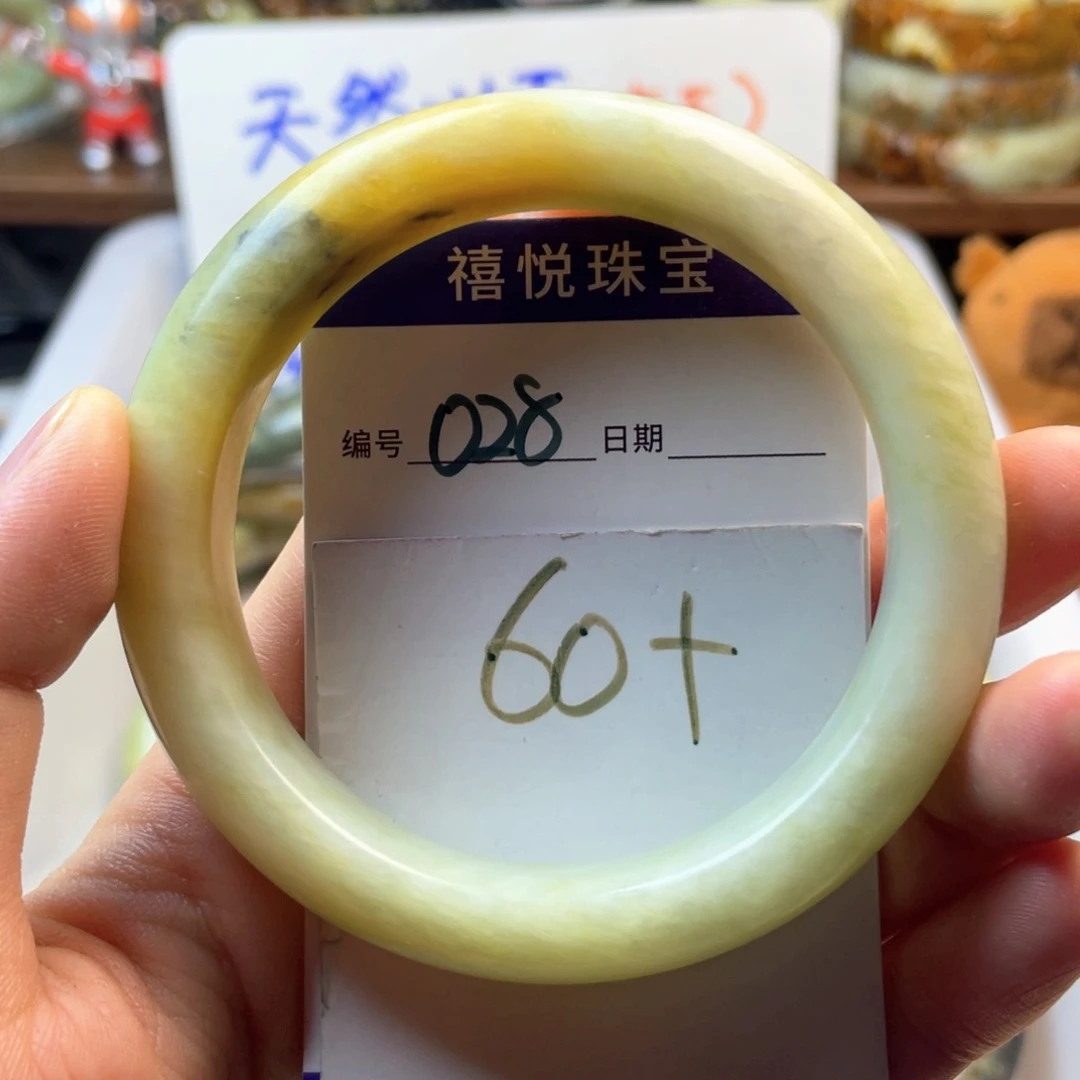 天然
禧悦珠宝
编号 028 日期
60+